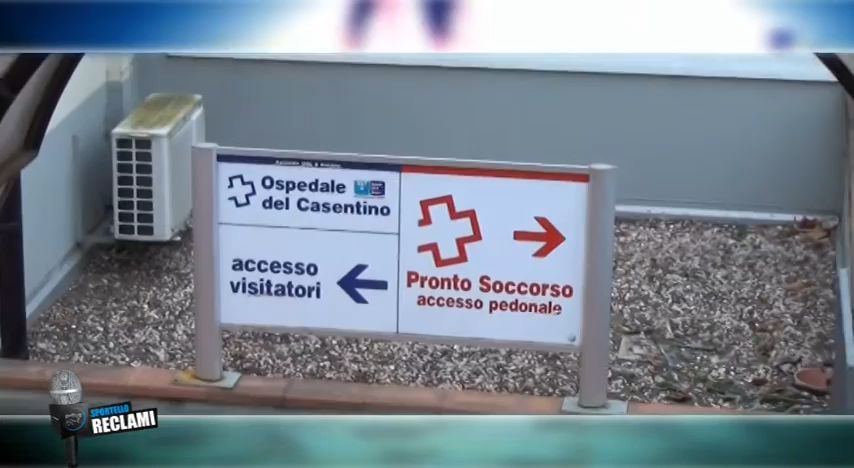 Ospedale
del Casentino
accesso
visitatori
Pronto Soccorso
accesso pedonale
SPORTELLO
RECLAMI